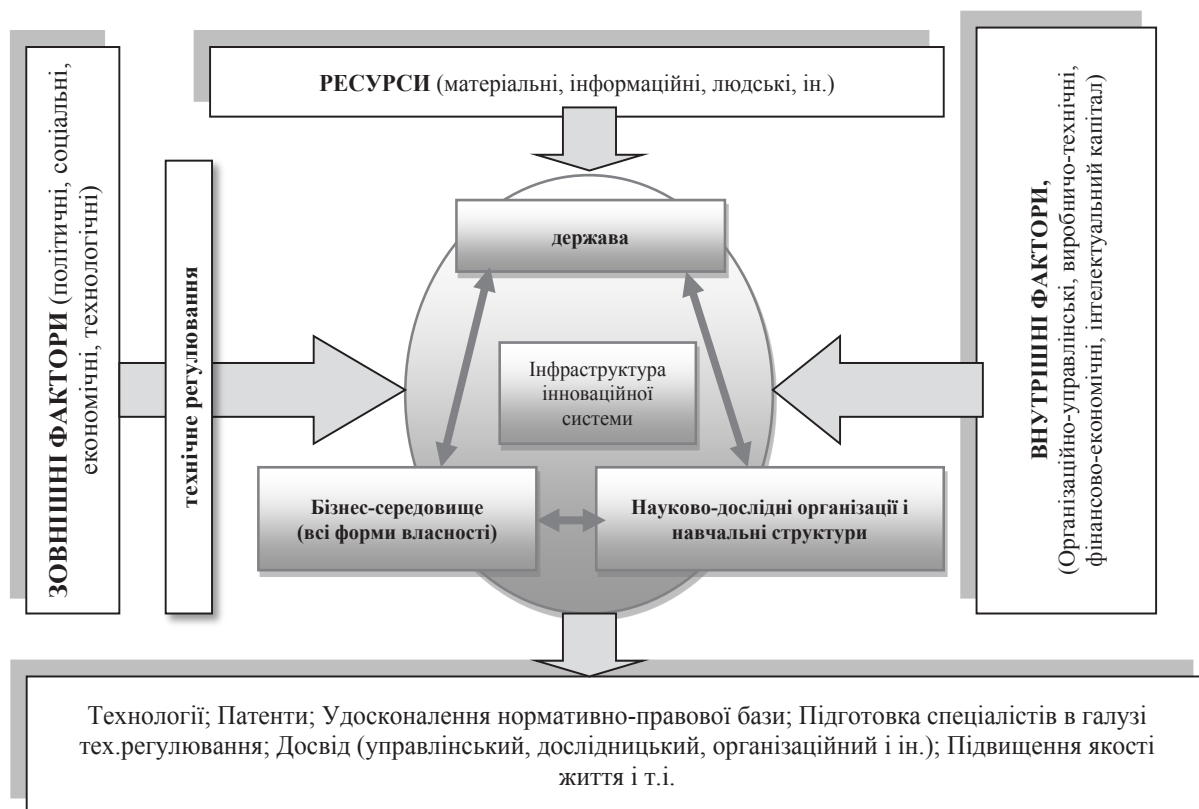 РЕСУРСИ (матеріальні, інформаційні, людські, ін.)
ЗОВНІШНІ ФАКТОРИ (політичні, соціальні,
економічні, технологічні)
технічне регулювання
держава
Інфраструктура
інноваційної
системи
Бізнес-середовище
(всі форми власності)
Науково-дослідні організації і
навчальні структури
ВНУТРІШНІ ФАКТОРИ,
(Організаційно-управлінські, виробничо-технічні,
фінансово-економічні, інтелектуальний капітал)
Технології; Патенти; Удосконалення нормативно-правової бази; Підготовка спеціалістів в галузі
тех.регулювання; Досвід (управлінський, дослідницький, організаційний і ін.); Підвищення якості
життя і т.і.